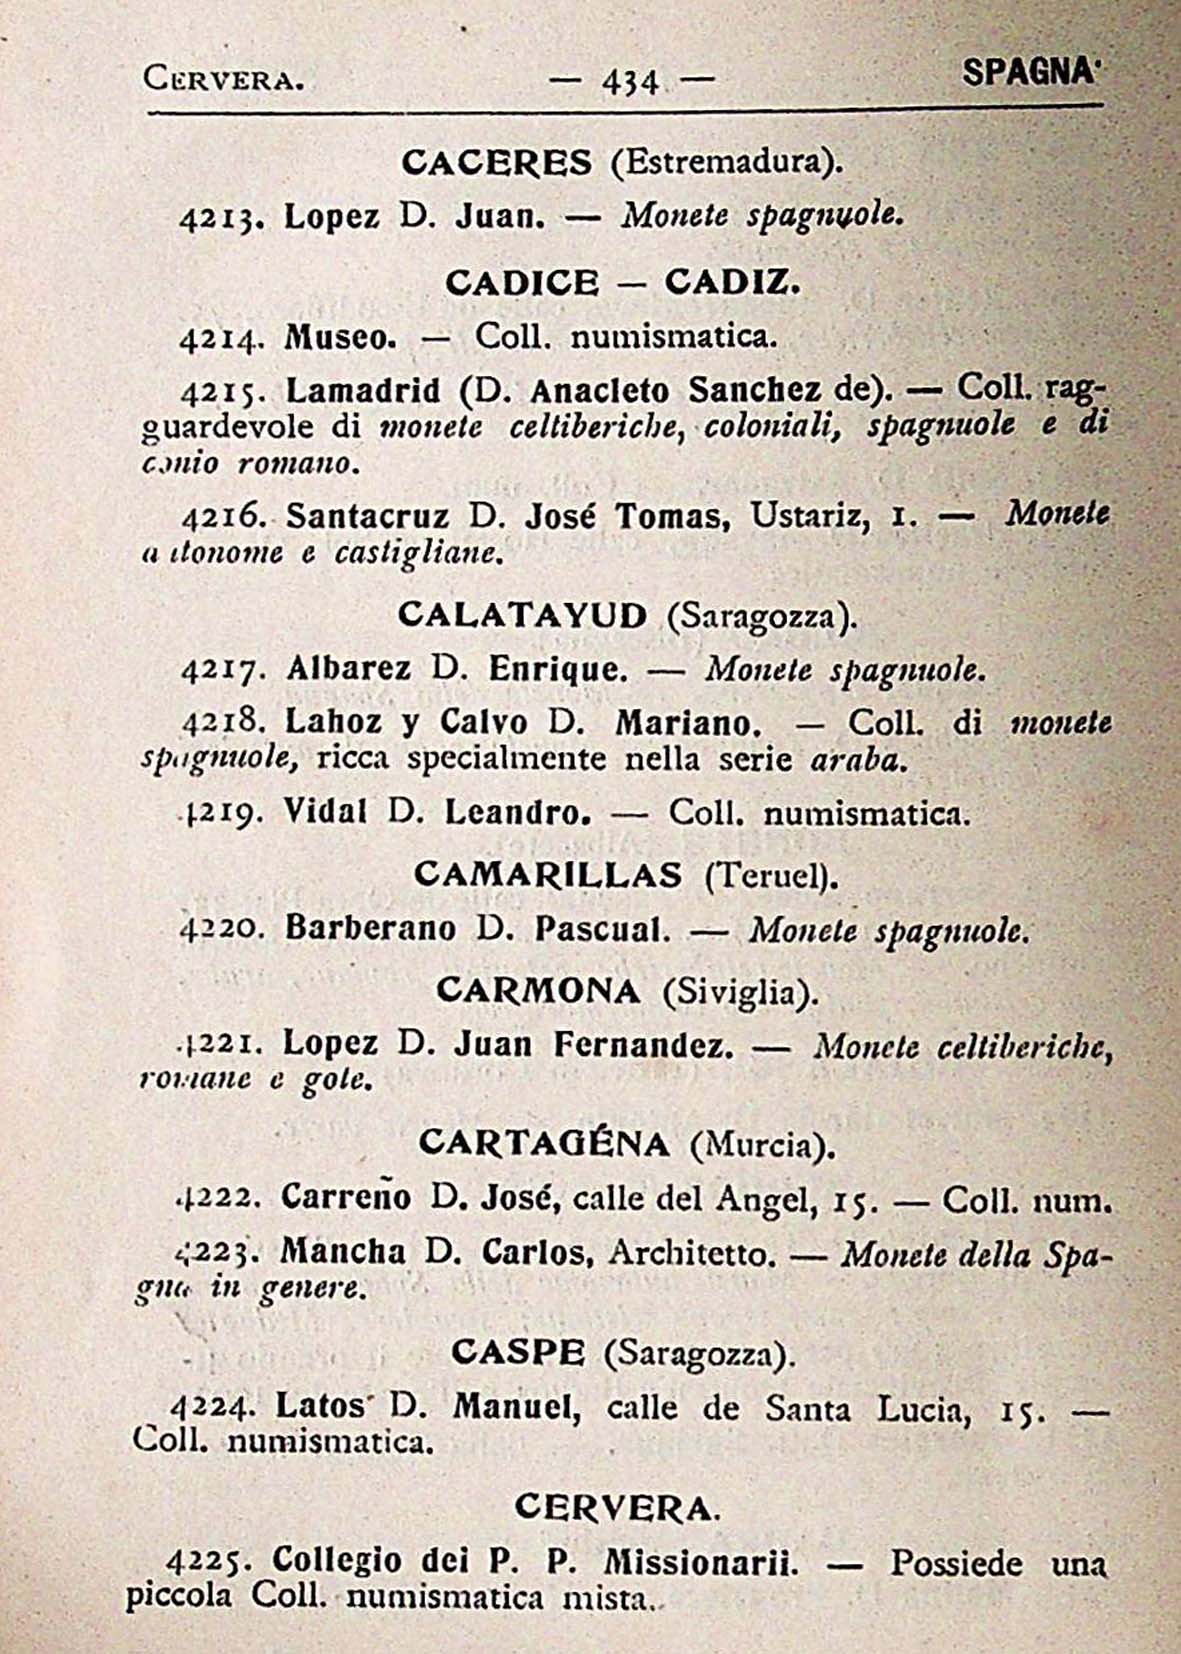 CERVERA. — 434 — SPAGNA
CACERES (Estremadura).
4213. Lopez D. Juan. — Monete spagnuole.
CADICE — CADIZ.
4214. Museo. — Coll. numismatica.
4215. Lamadrid (D. Anacleto Sanchez de). — Coll. rag-
guardevole di monete celtiberiche, coloniali, spagnuole e di
conio romano.
4216. Santacruz D. José Tomas, Ustariz, 1. — Monete
autonome e castigliane.
CALATAYUD (Saragozza).
4217. Albarez D. Enrique. — Monete spagnuole.
4218. Lahoz y Calvo D. Mariano. — Coll. di monete
spagnuole, ricca specialmente nella serie araba.
4219. Vidal D. Leandro. — Coll. numismatica.
CAMARILLAS (Teruel).
4220. Barberano D. Pascual. — Monete spagnuole.
CARMONA (Siviglia).
4221. Lopez D. Juan Fernandez. — Monete celtiberiche,
romane e gote.
CARTAGÉNA (Murcia).
4222. Carreño D. José, calle del Angel, 15. — Coll. num.
4223. Mancha D. Carlos, Architetto. — Monete della Spa-
gna in genere.
CASPE (Saragozza).
4224. Latos D. Manuel, calle de Santa Lucia, 15. —
Coll. numismatica.
CERVERA.
4225. Collegio dei P. P. Missionarii. — Possiede una
piccola Coll. numismatica mista.